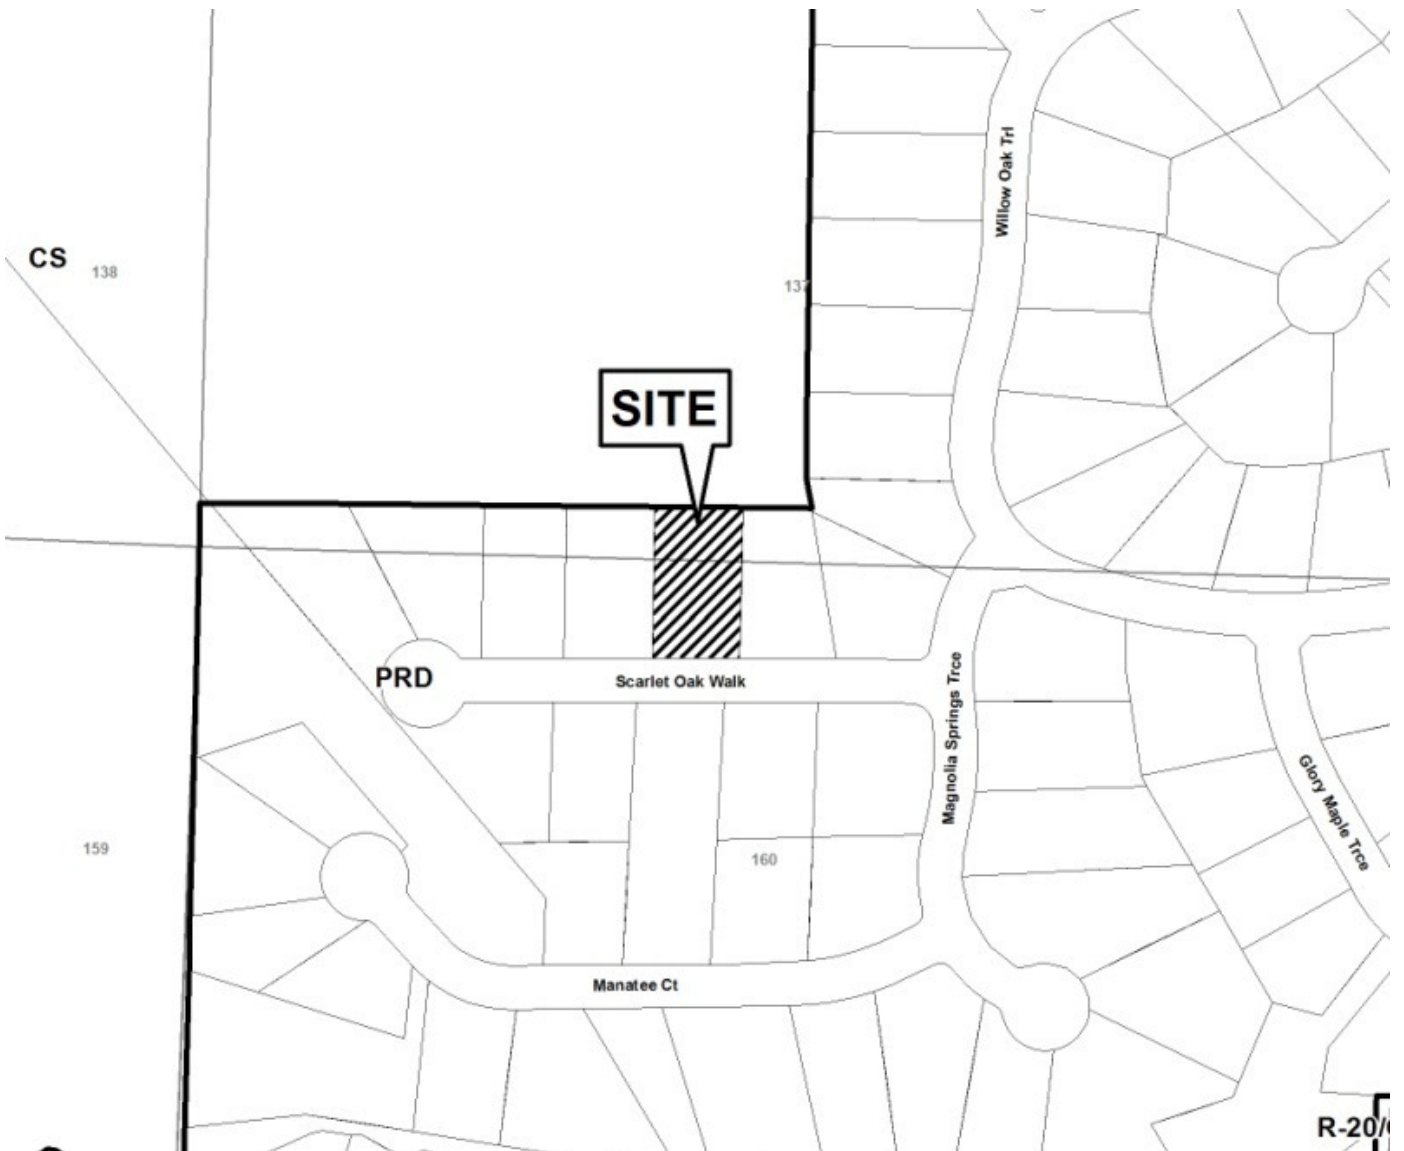 Willow Oak Trl
CS
138
137
SITE
PRD
Scarlet Oak Walk
Magnolia Springs Trce
Glory Maple Trce
159
160
Manatee Ct
R-20/